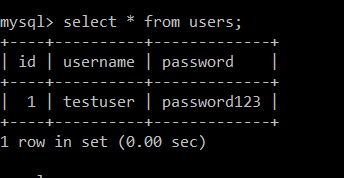 mysql> select * from users;
+----+----------+-------------+
| id | username | password    |
+----+----------+-------------+
|  1 | testuser | password123 |
+----+----------+-------------+
1 row in set (0.00 sec)